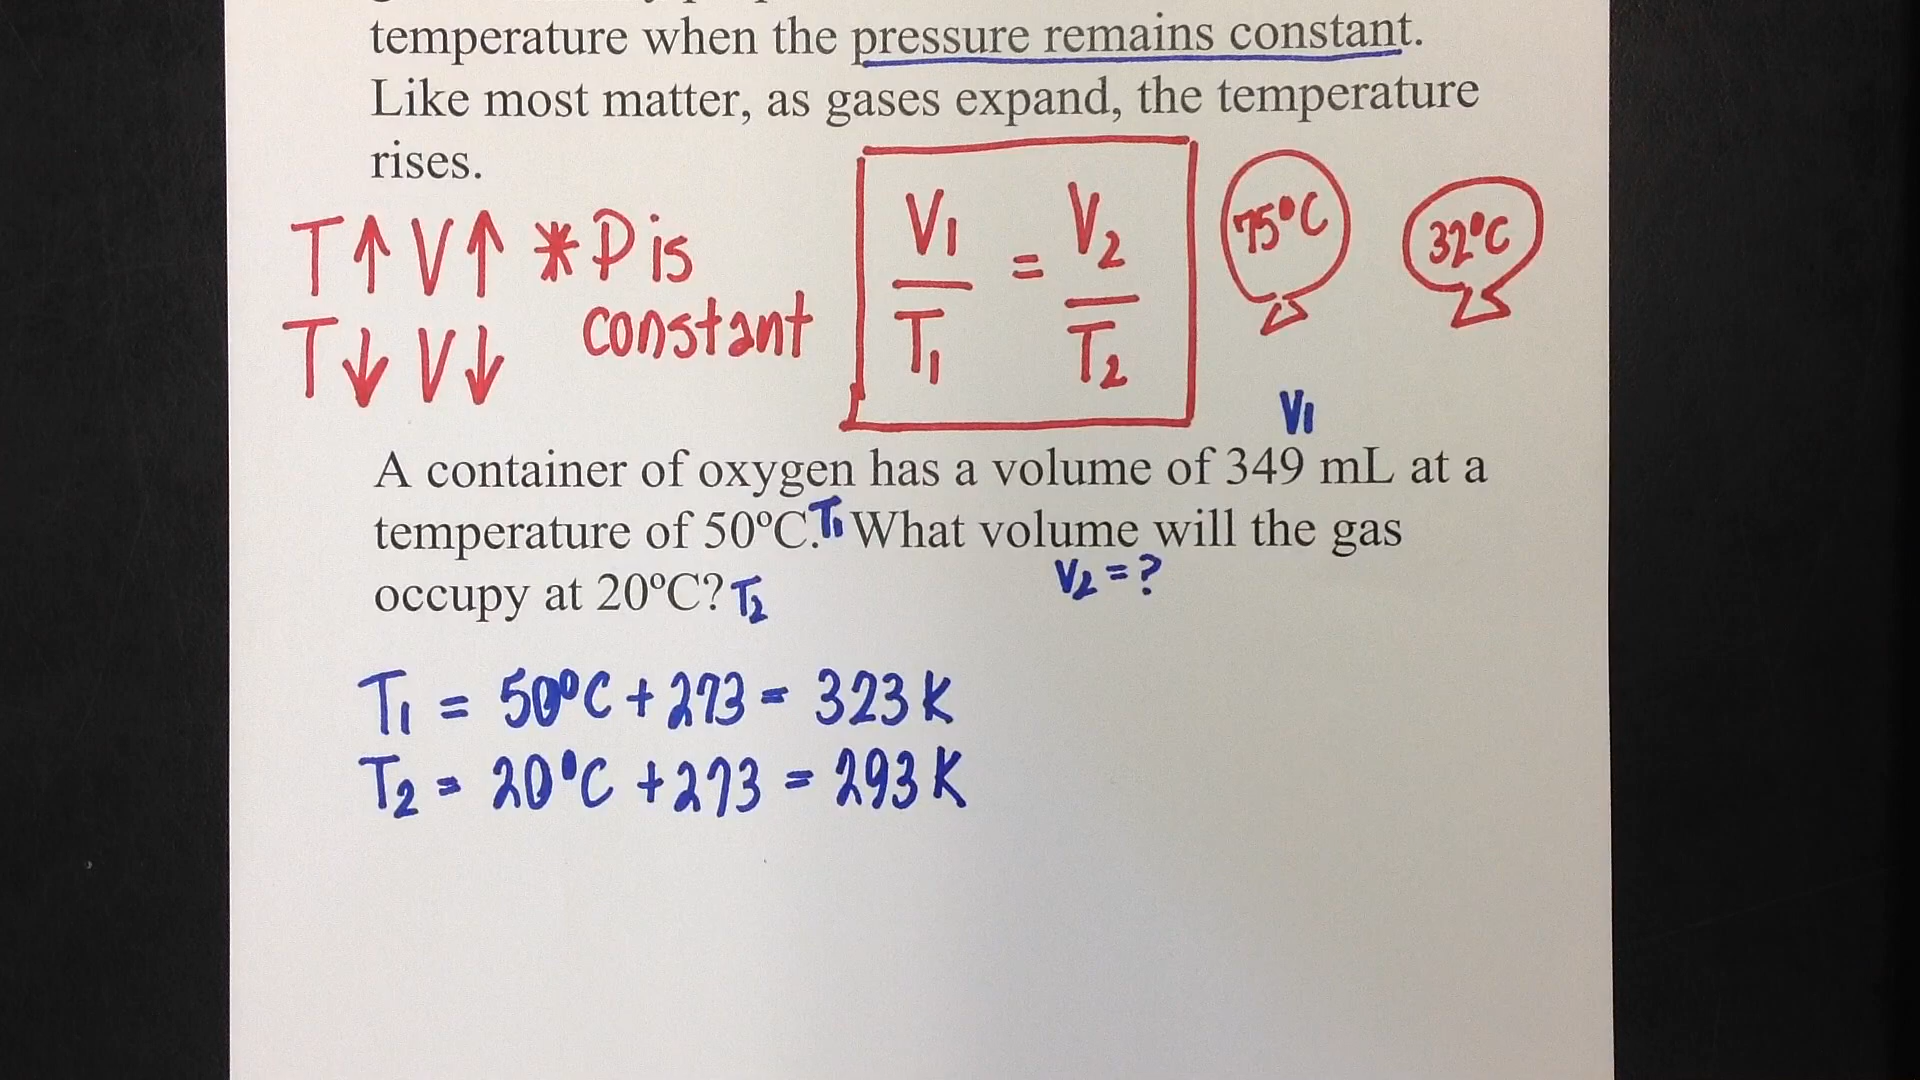 temperature when the pressure remains constant.
Like most matter, as gases expand, the temperature
rises.
T↑ V↑ *P is
constant
T↓ V↓
V1/T1 = V2/T2
75°C
32°C
V1
A container of oxygen has a volume of 349 mL at a
temperature of 50ºC. T1 What volume will the gas
V2 = ?
occupy at 20ºC? T2
T1 = 50°C + 273 = 323 K
T2 = 20°C + 273 = 293 K